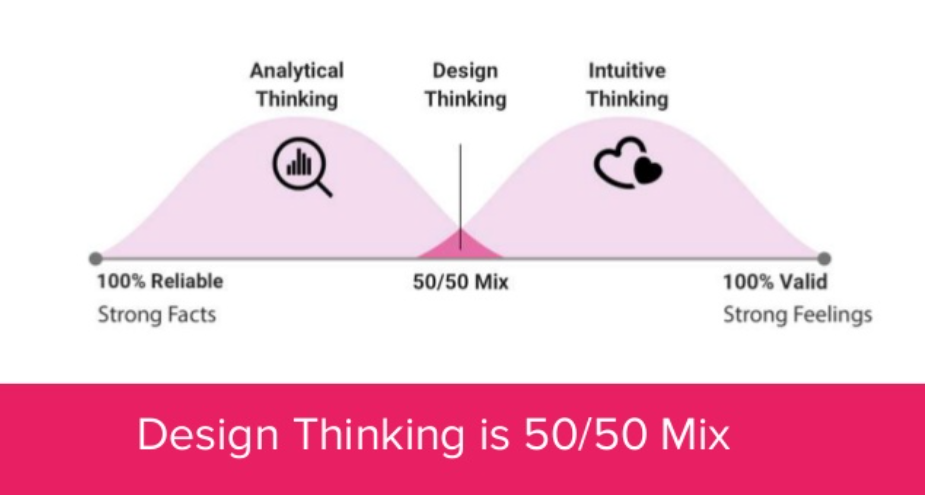 Analytical
Thinking
Design
Thinking
Intuitive
Thinking
100% Reliable
Strong Facts
50/50 Mix
100% Valid
Strong Feelings
Design Thinking is 50/50 Mix